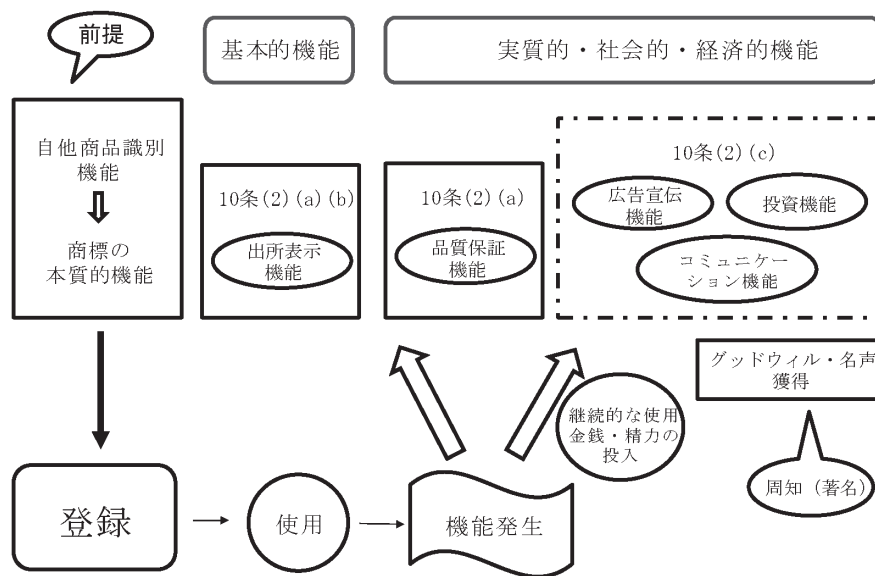 前提
基本的機能
実質的・社会的・経済的機能
自他商品識別
機能
商標の
本質的機能
10条(2)(a)(b)
出所表示
機能
10条(2)(a)
品質保証
機能
10条(2)(c)
広告宣伝
機能
投資機能
コミュニケー
ション機能
グッドウィル・名声
獲得
継続的な使用
金銭・精力の
投入
周知（著名）
登録
使用
機能発生